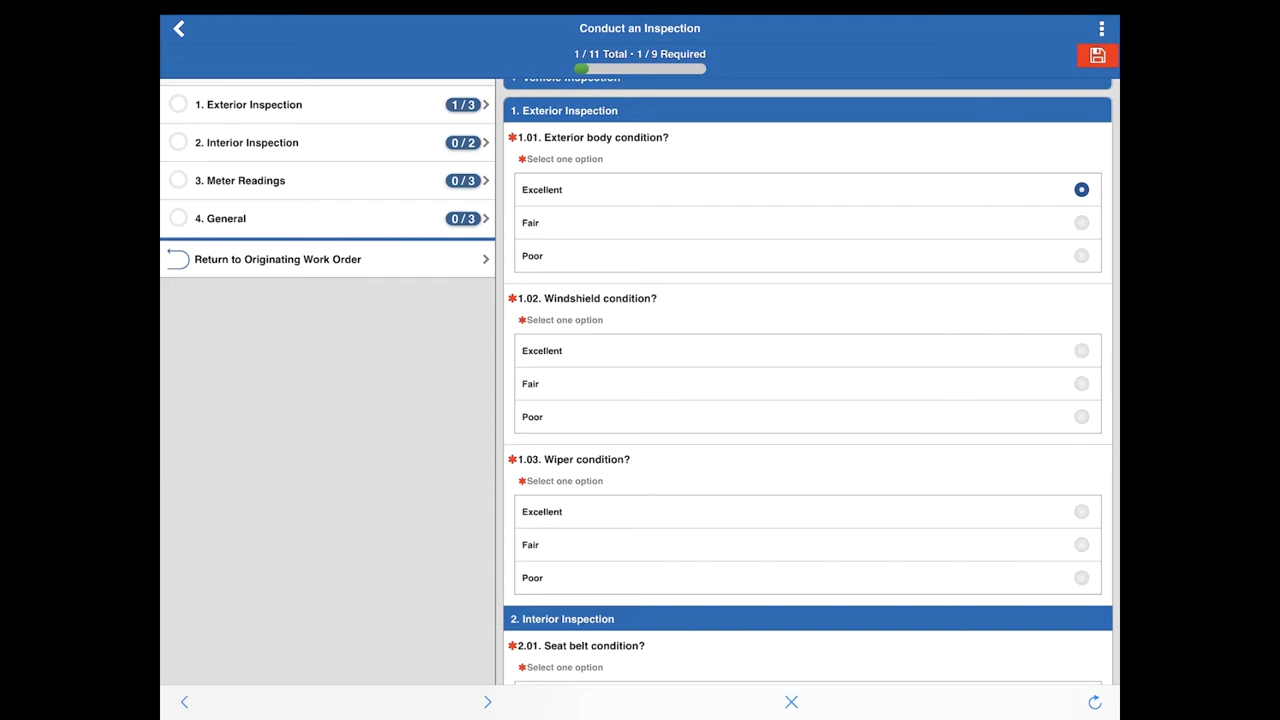 Conduct an Inspection
1 / 11 Total · 1 / 9 Required
1. Exterior Inspection 1 / 3
2. Interior Inspection 0 / 2
3. Meter Readings 0 / 3
4. General 0 / 3
Return to Originating Work Order
Vehicle Inspection
1. Exterior Inspection
*1.01. Exterior body condition?
*Select one option
Excellent
Fair
Poor
*1.02. Windshield condition?
*Select one option
Excellent
Fair
Poor
*1.03. Wiper condition?
*Select one option
Excellent
Fair
Poor
2. Interior Inspection
*2.01. Seat belt condition?
*Select one option